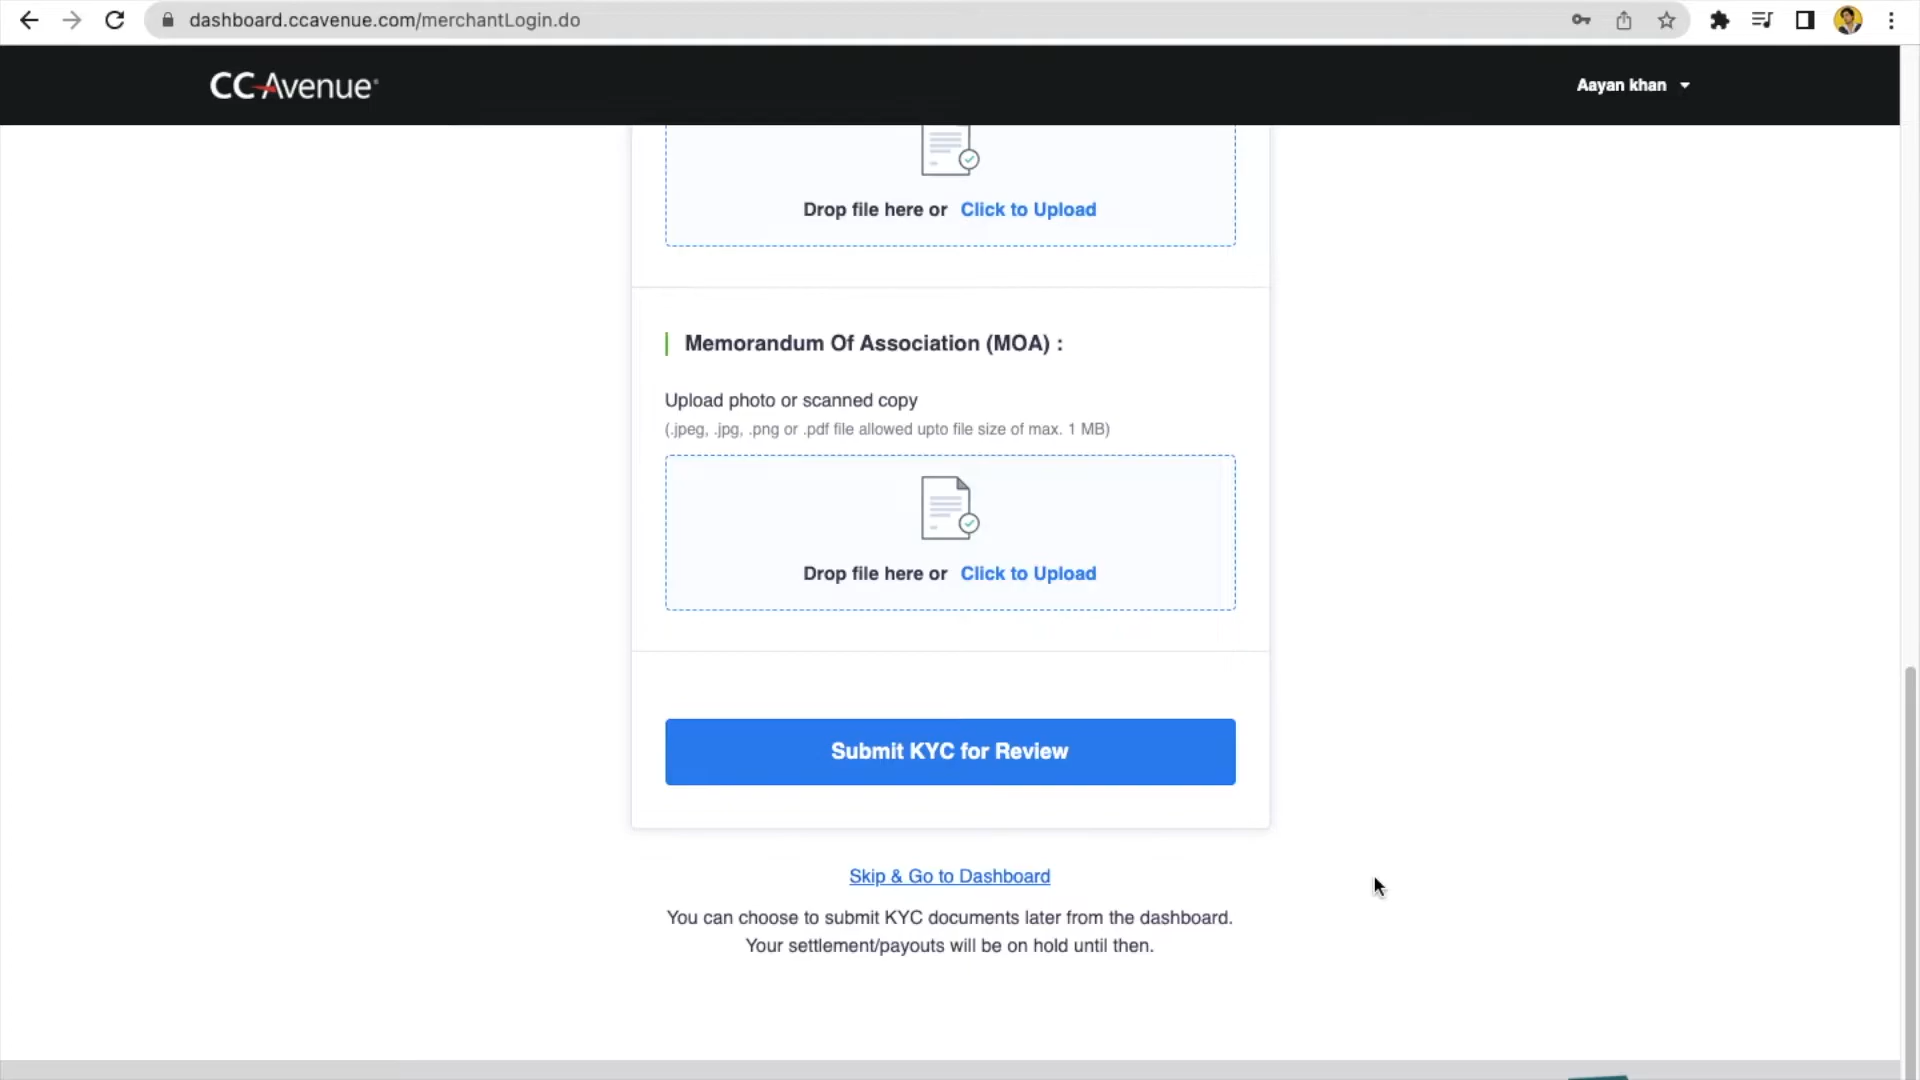 dashboard.ccavenue.com/merchantLogin.do
CCAvenue
Aayan khan
Drop file here or Click to Upload
Memorandum Of Association (MOA) :
Upload photo or scanned copy
(.jpeg, .jpg, .png or .pdf file allowed upto file size of max. 1 MB)
Drop file here or Click to Upload
Submit KYC for Review
Skip & Go to Dashboard
You can choose to submit KYC documents later from the dashboard.
Your settlement/payouts will be on hold until then.